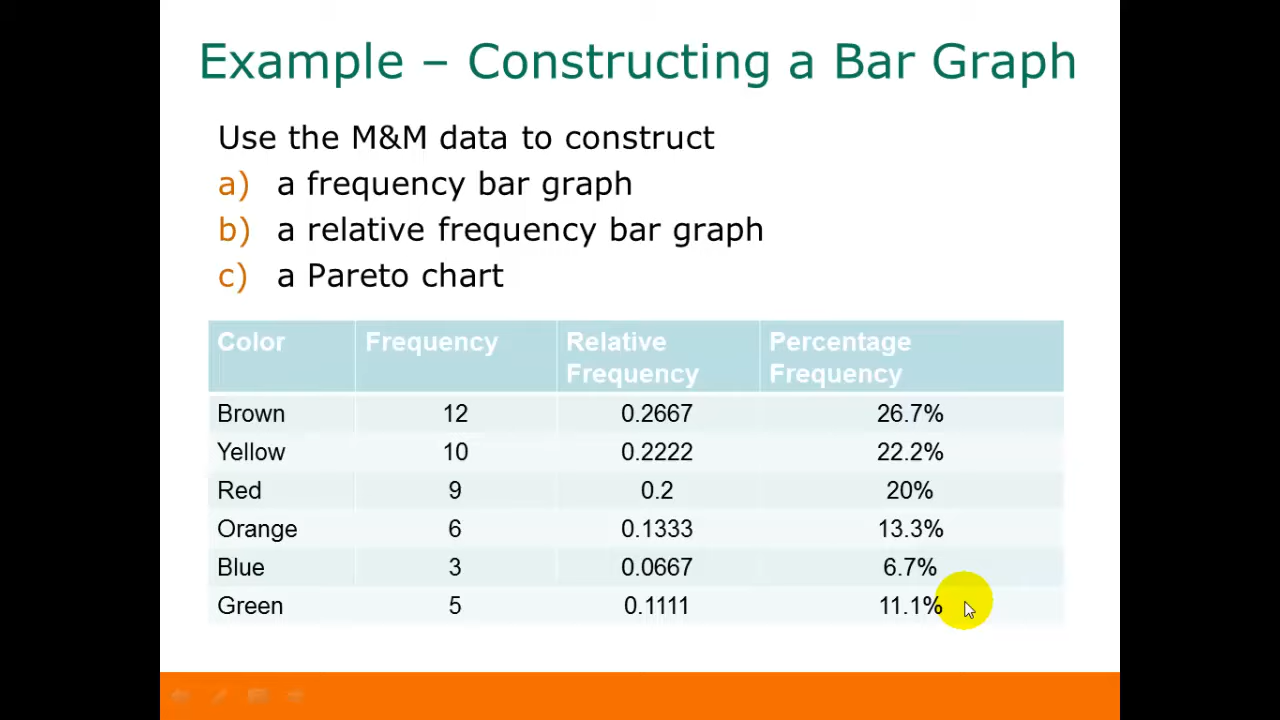 Example – Constructing a Bar Graph
Use the M&M data to construct
a) a frequency bar graph
b) a relative frequency bar graph
c) a Pareto chart
Color Frequency Relative Frequency Percentage Frequency
Brown 12 0.2667 26.7%
Yellow 10 0.2222 22.2%
Red 9 0.2 20%
Orange 6 0.1333 13.3%
Blue 3 0.0667 6.7%
Green 5 0.1111 11.1%